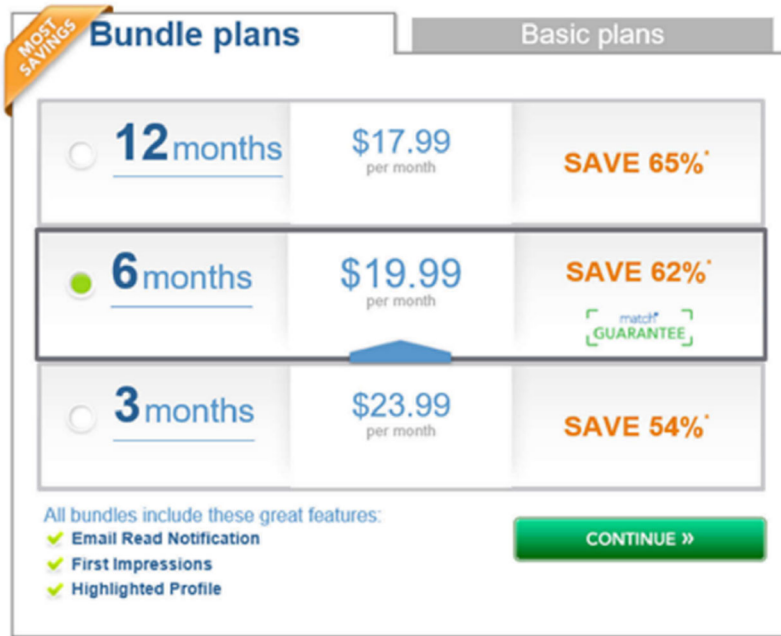 MOST
SAVINGS
Bundle plans
Basic plans
12 months
$17.99
per month
SAVE 65%*
6 months
$19.99
per month
SAVE 62%*
match
GUARANTEE
3 months
$23.99
per month
SAVE 54%*
All bundles include these great features:
Email Read Notification
First Impressions
Highlighted Profile
CONTINUE »